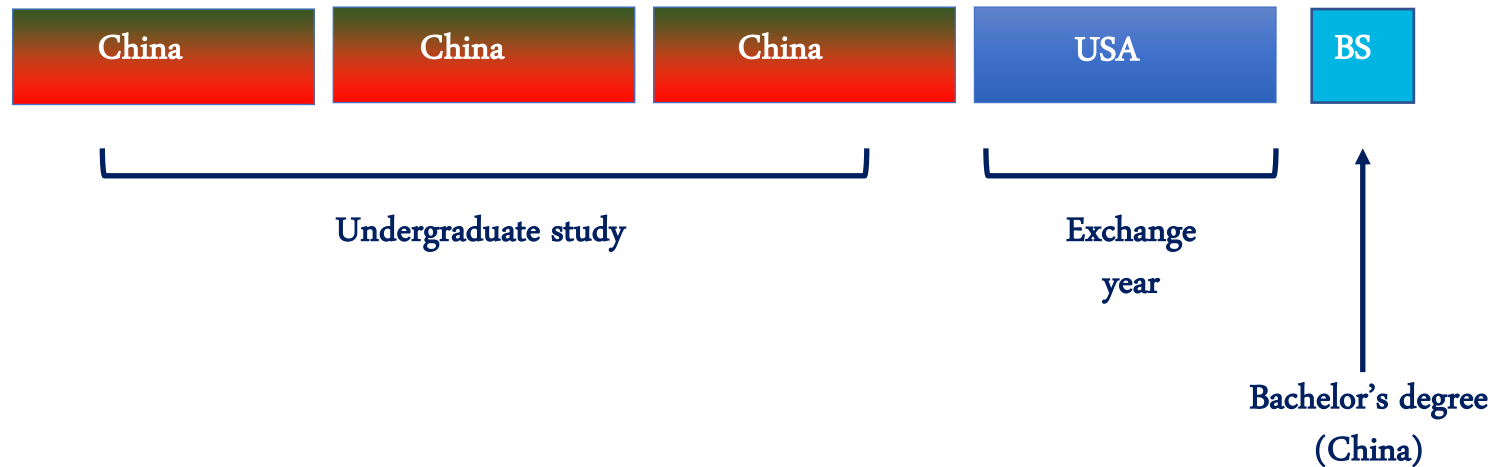 China China China USA BS
Undergraduate study
Exchange
year
Bachelor’s degree
(China)